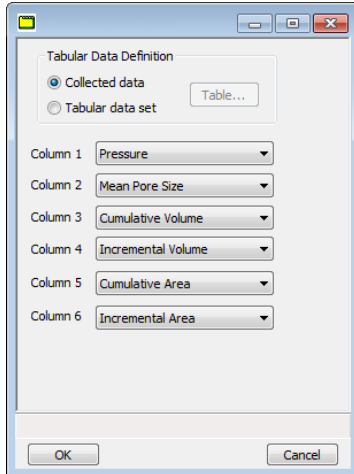 Tabular Data Definition
Collected data
Table...
Tabular data set
Column 1 Pressure
Column 2 Mean Pore Size
Column 3 Cumulative Volume
Column 4 Incremental Volume
Column 5 Cumulative Area
Column 6 Incremental Area
OK Cancel